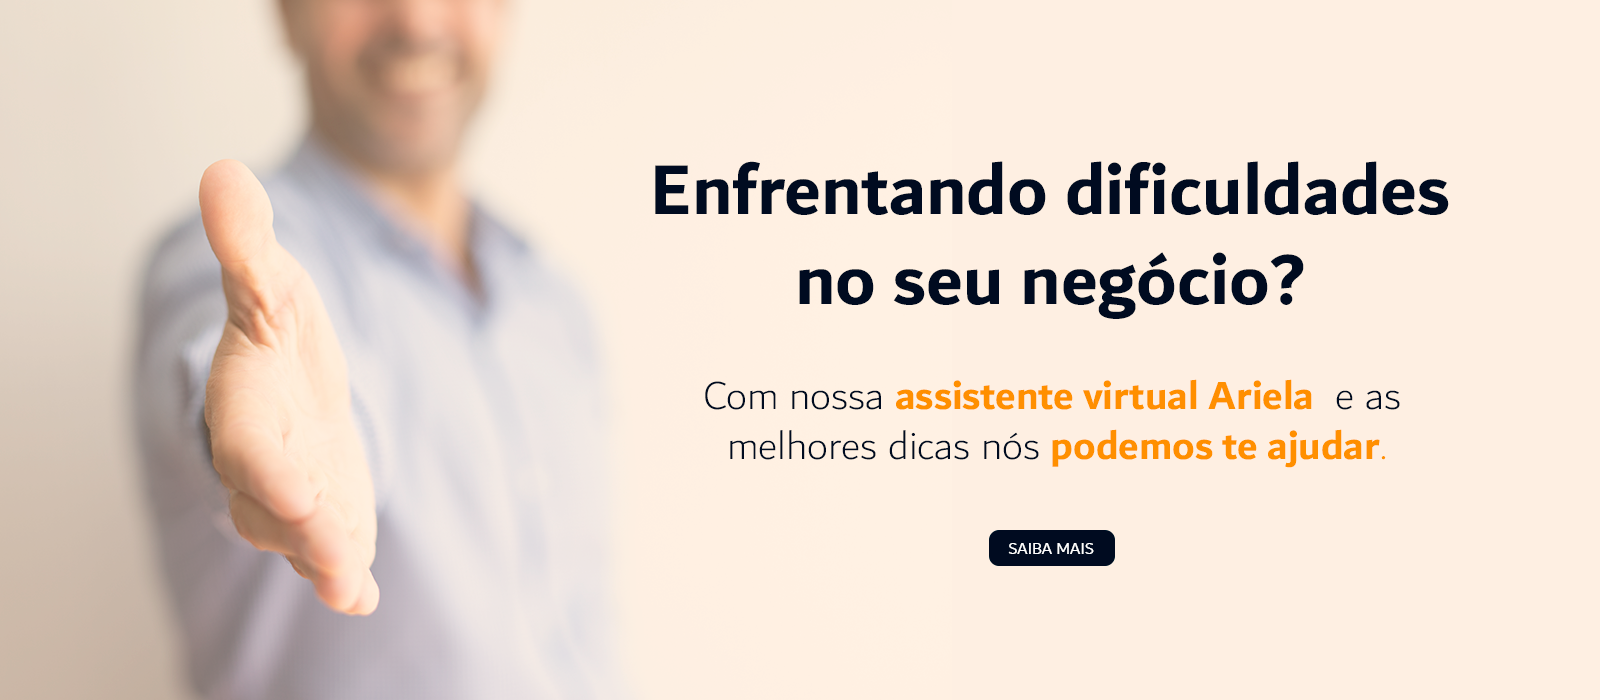 Enfrentando dificuldades
no seu negócio?
Com nossa assistente virtual Ariela e as
melhores dicas nós podemos te ajudar.
SAIBA MAIS